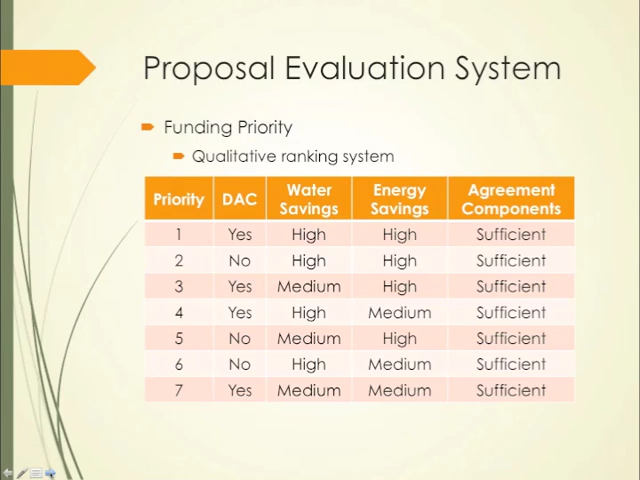 Proposal Evaluation System
Funding Priority
Qualitative ranking system
Priority DAC Water Savings Energy Savings Agreement Components
1 Yes High High Sufficient
2 No High High Sufficient
3 Yes Medium High Sufficient
4 Yes High Medium Sufficient
5 No Medium High Sufficient
6 No High Medium Sufficient
7 Yes Medium Medium Sufficient